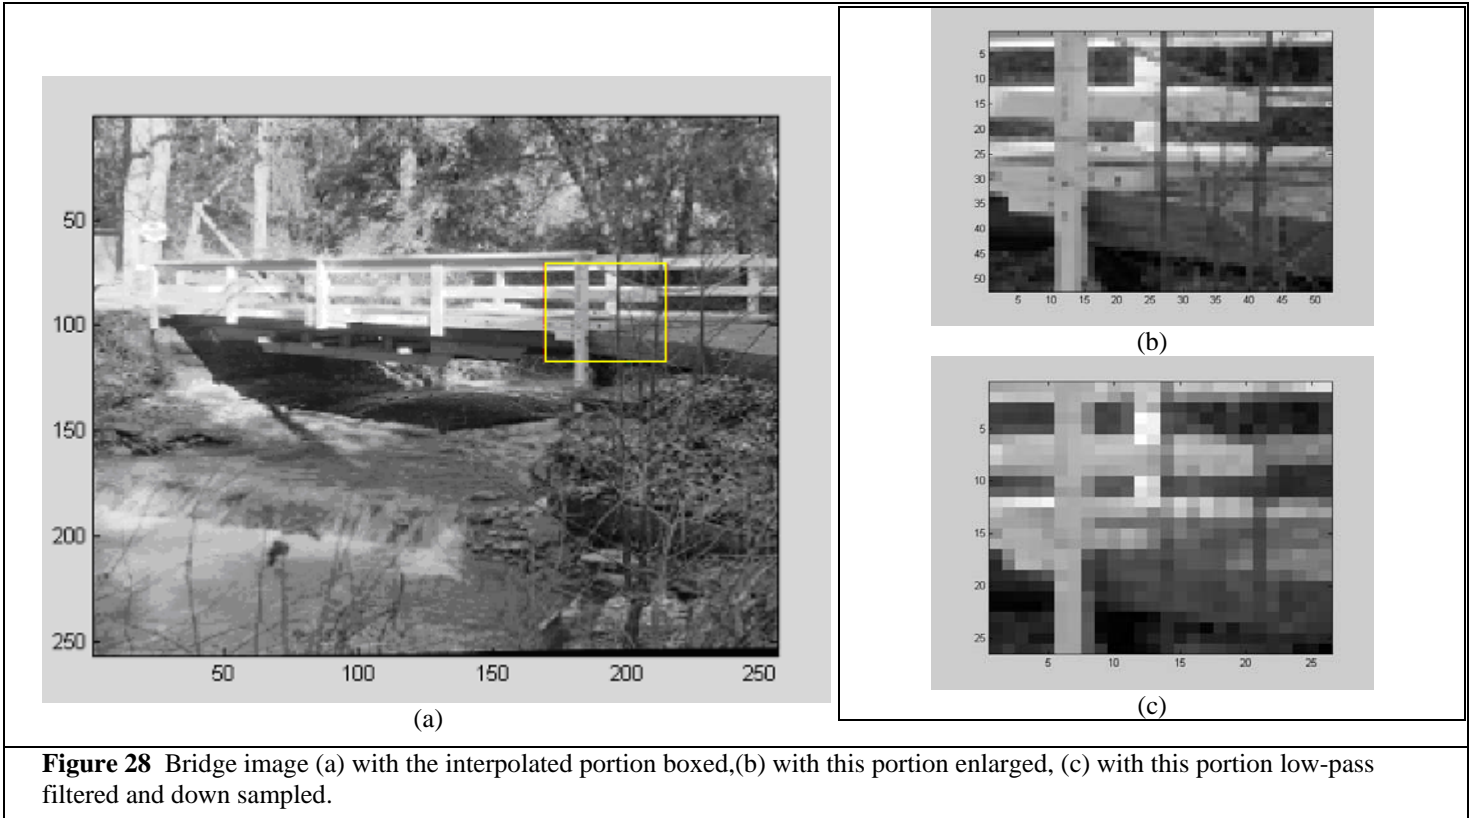 50
100
150
200
250
50 100 150 200 250
(a)
5
10
15
20
25
30
35
40
45
50
5 10 15 20 25 30 35 40 45 50
(b)
5
10
15
20
25
5 10 15 20 25
(c)
Figure 28 Bridge image (a) with the interpolated portion boxed,(b) with this portion enlarged, (c) with this portion low-pass
filtered and down sampled.